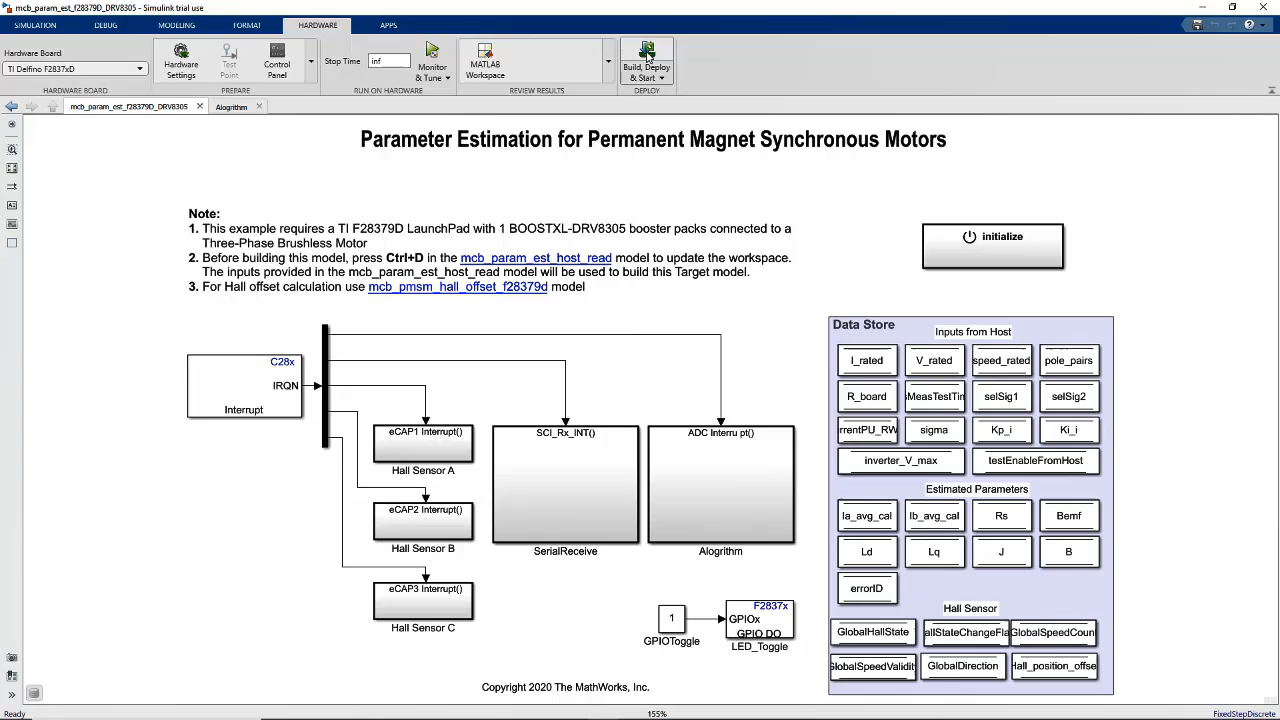 mcb_param_est_f28379D_DRV8305 - Simulink trial use
SIMULATION DEBUG MODELING FORMAT HARDWARE APPS
Hardware Board:
TI Delfino F2837xD
HARDWARE BOARD
Hardware Settings
Test Point
Control Panel
PREPARE
Stop Time inf
Monitor & Tune
RUN ON HARDWARE
MATLAB Workspace
REVIEW RESULTS
Build, Deploy & Start
DEPLOY
mcb_param_est_f28379D_DRV8305 Alogrithm
Parameter Estimation for Permanent Magnet Synchronous Motors
Note:
1. This example requires a TI F28379D LaunchPad with 1 BOOSTXL-DRV8305 booster packs connected to a
Three-Phase Brushless Motor
2. Before building this model, press Ctrl+D in the mcb_param_est_host_read model to update the workspace.
The inputs provided in the mcb_param_est_host_read model will be used to build this Target model.
3. For Hall offset calculation use mcb_pmsm_hall_offset_f28379d model
initialize
C28x
IRQN
Interrupt
eCAP1 Interrupt()
Hall Sensor A
eCAP2 Interrupt()
Hall Sensor B
eCAP3 Interrupt()
Hall Sensor C
SCI_Rx_INT()
SerialReceive
ADC Interru pt()
Alogrithm
1
GPIOToggle
F2837x
GPIOx
GPIO DO
LED_Toggle
Data Store
Inputs from Host
I_rated V_rated speed_rated pole_pairs
R_board sMeasTestTin selSig1 selSig2
rrentPU_RW sigma Kp_i Ki_i
inverter_V_max testEnableFromHost
Estimated Parameters
Ia_avg_cal Ib_avg_cal Rs Bemf
Ld Lq J B
errorID
Hall Sensor
GlobalHallState allStateChangeFla GlobalSpeedCoun
GlobalSpeedValidity GlobalDirection Hall_position_offse
Copyright 2020 The MathWorks, Inc.
Ready 155% FixedStepDiscrete